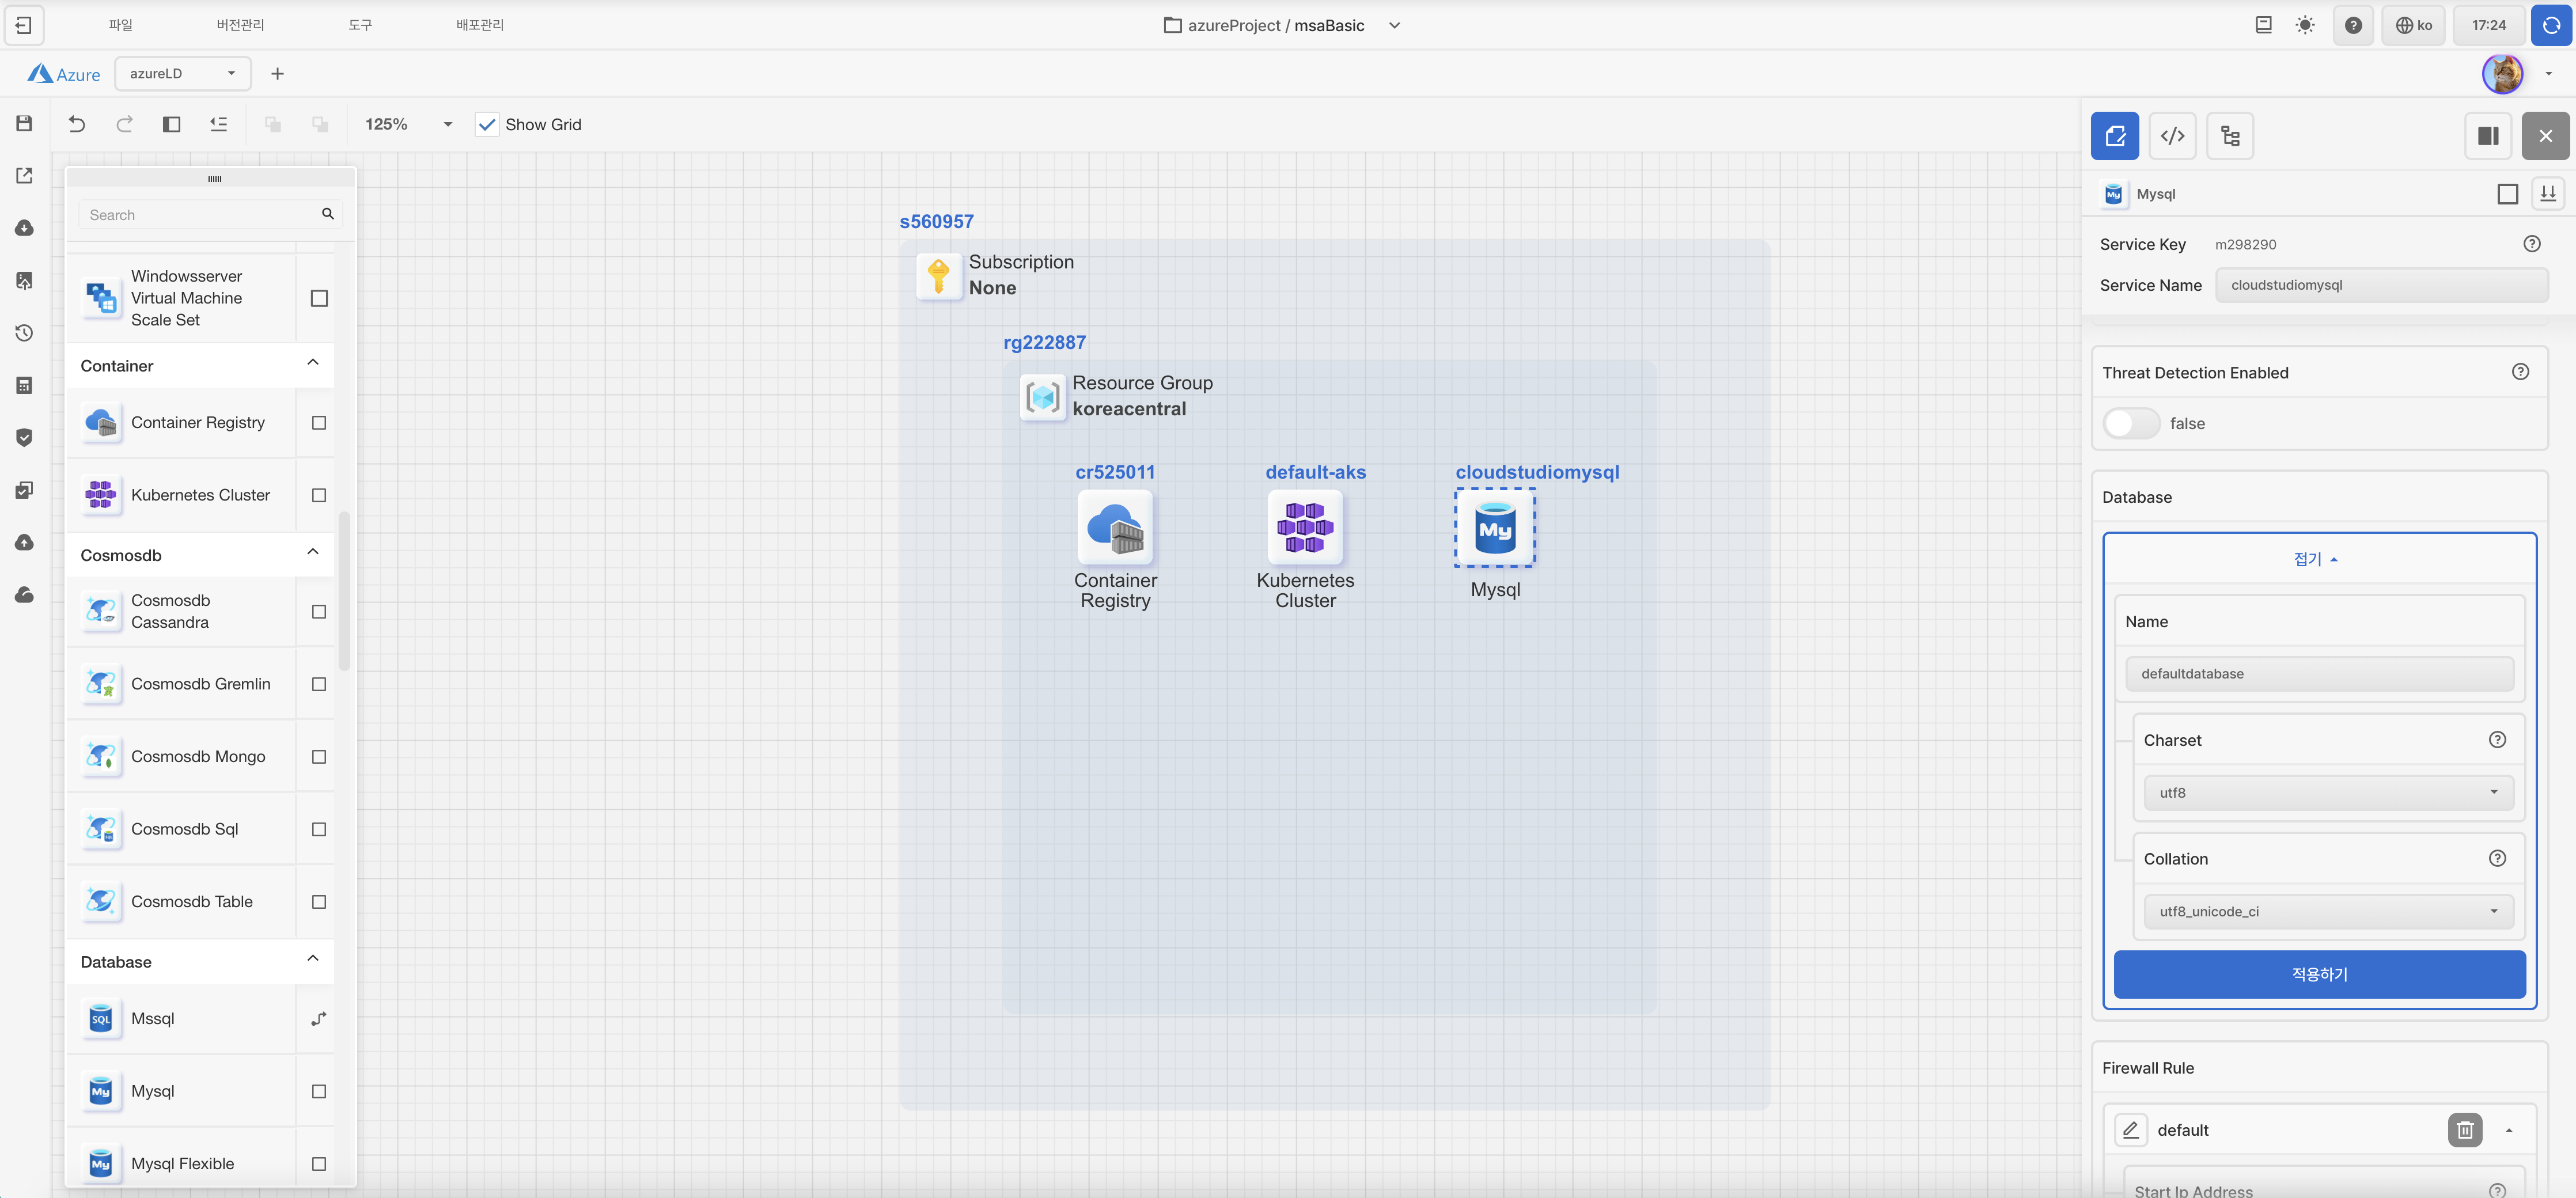 파일
버전관리
도구
배포관리
azureProject / msaBasic
ko
17:24
Azure
azureLD
125%
Show Grid
Search
Windowsserver
Virtual Machine
Scale Set
Container
Container Registry
Kubernetes Cluster
Cosmosdb
Cosmosdb
Cassandra
Cosmosdb Gremlin
Cosmosdb Mongo
Cosmosdb Sql
Cosmosdb Table
Database
SQL
Mssql
My
Mysql
My
Mysql Flexible
s560957
Subscription
None
rg222887
Resource Group
koreacentral
cr525011
Container
Registry
default-aks
Kubernetes
Cluster
cloudstudiomysql
My
Mysql
My
Mysql
Service Key
m298290
Service Name
cloudstudiomysql
Threat Detection Enabled
false
Database
접기
Name
defaultdatabase
Charset
utf8
Collation
utf8_unicode_ci
적용하기
Firewall Rule
default
Start Ip Address